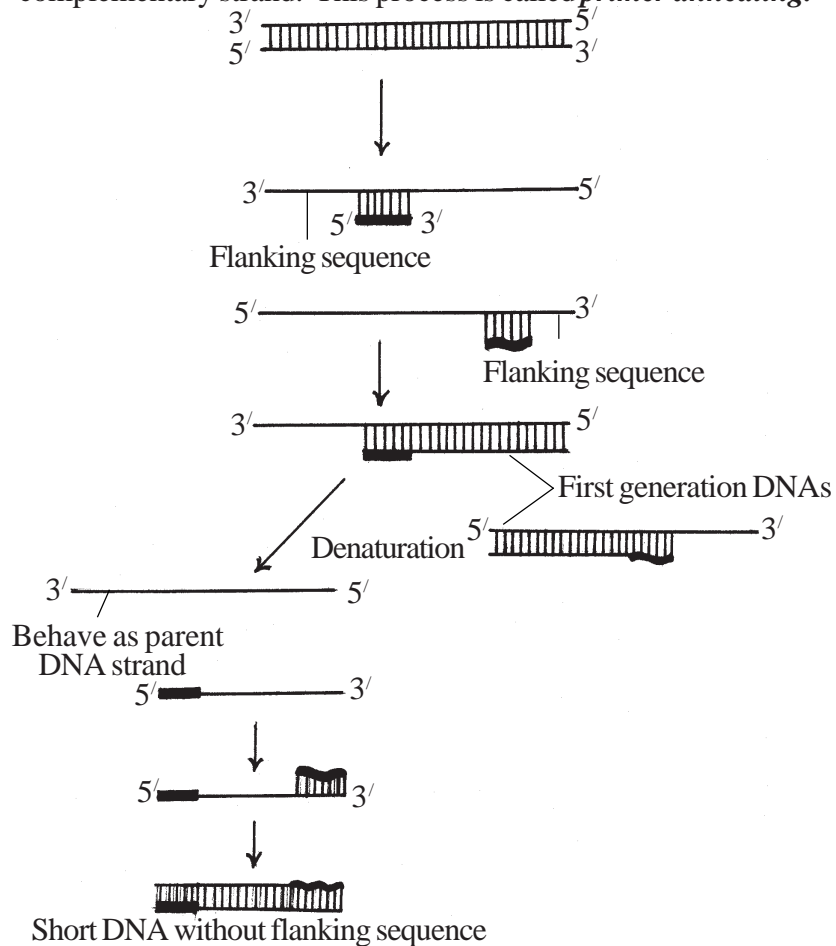 complementary strand. This process is called primer annealing.
3/ 5/
5/ 3/
3/ 5/
5/ 3/
Flanking sequence
5/ 3/
Flanking sequence
3/ 5/
First generation DNAs
5/ 3/
Denaturation
3/ 5/
Behave as parent
DNA strand
5/ 3/
5/ 3/
Short DNA without flanking sequence